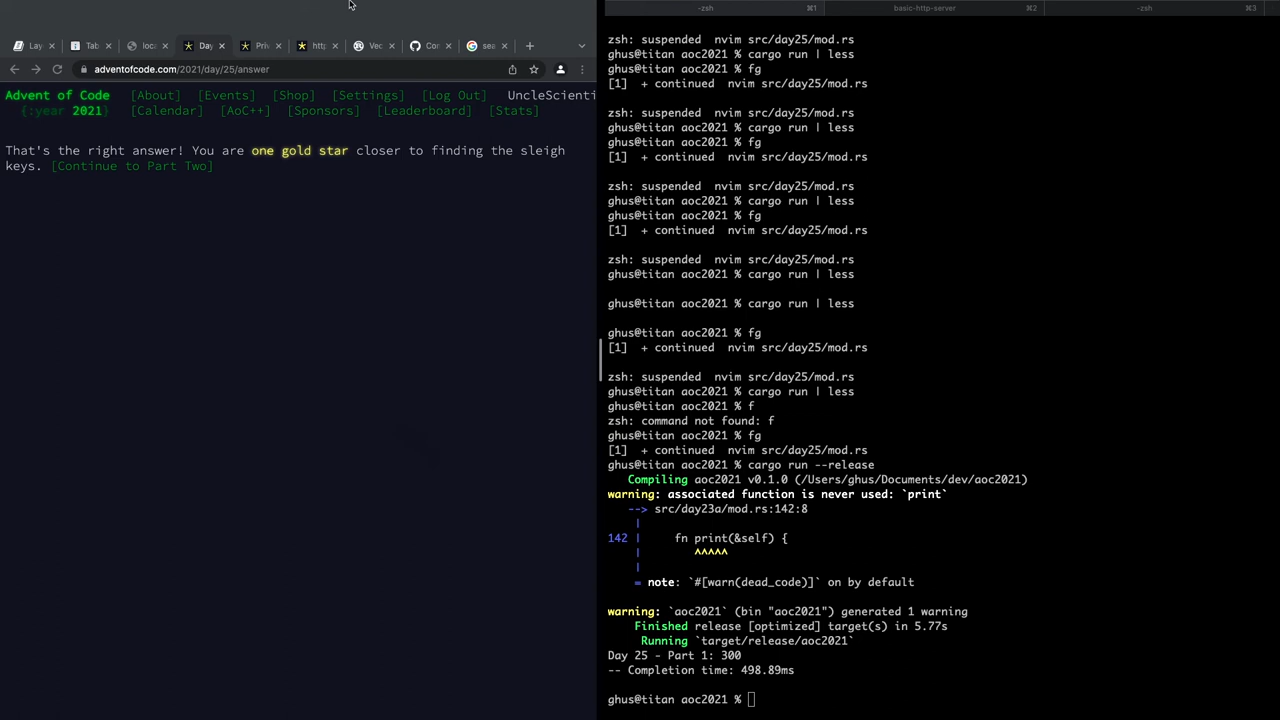 -zsh ⌘1 basic-http-server ⌘2 -zsh ⌘3
Lay Tab loca Day Priv http Vec Con sea
adventofcode.com/2021/day/25/answer
Advent of Code [About] [Events] [Shop] [Settings] [Log Out] UncleScienti
{:year 2021} [Calendar] [AoC++] [Sponsors] [Leaderboard] [Stats]
That's the right answer! You are one gold star closer to finding the sleigh
keys. [Continue to Part Two]
zsh: suspended nvim src/day25/mod.rs
ghus@titan aoc2021 % cargo run | less
ghus@titan aoc2021 % fg
[1] + continued nvim src/day25/mod.rs
zsh: suspended nvim src/day25/mod.rs
ghus@titan aoc2021 % cargo run | less
ghus@titan aoc2021 % fg
[1] + continued nvim src/day25/mod.rs
zsh: suspended nvim src/day25/mod.rs
ghus@titan aoc2021 % cargo run | less
ghus@titan aoc2021 % fg
[1] + continued nvim src/day25/mod.rs
zsh: suspended nvim src/day25/mod.rs
ghus@titan aoc2021 % cargo run | less
ghus@titan aoc2021 % cargo run | less
ghus@titan aoc2021 % fg
[1] + continued nvim src/day25/mod.rs
zsh: suspended nvim src/day25/mod.rs
ghus@titan aoc2021 % cargo run | less
ghus@titan aoc2021 % f
zsh: command not found: f
ghus@titan aoc2021 % fg
[1] + continued nvim src/day25/mod.rs
ghus@titan aoc2021 % cargo run --release
Compiling aoc2021 v0.1.0 (/Users/ghus/Documents/dev/aoc2021)
warning: associated function is never used: `print`
--> src/day23a/mod.rs:142:8
|
142 | fn print(&self) {
| ^^^^^
|
= note: `#[warn(dead_code)]` on by default
warning: `aoc2021` (bin "aoc2021") generated 1 warning
Finished release [optimized] target(s) in 5.77s
Running `target/release/aoc2021`
Day 25 - Part 1: 300
-- Completion time: 498.89ms
ghus@titan aoc2021 %